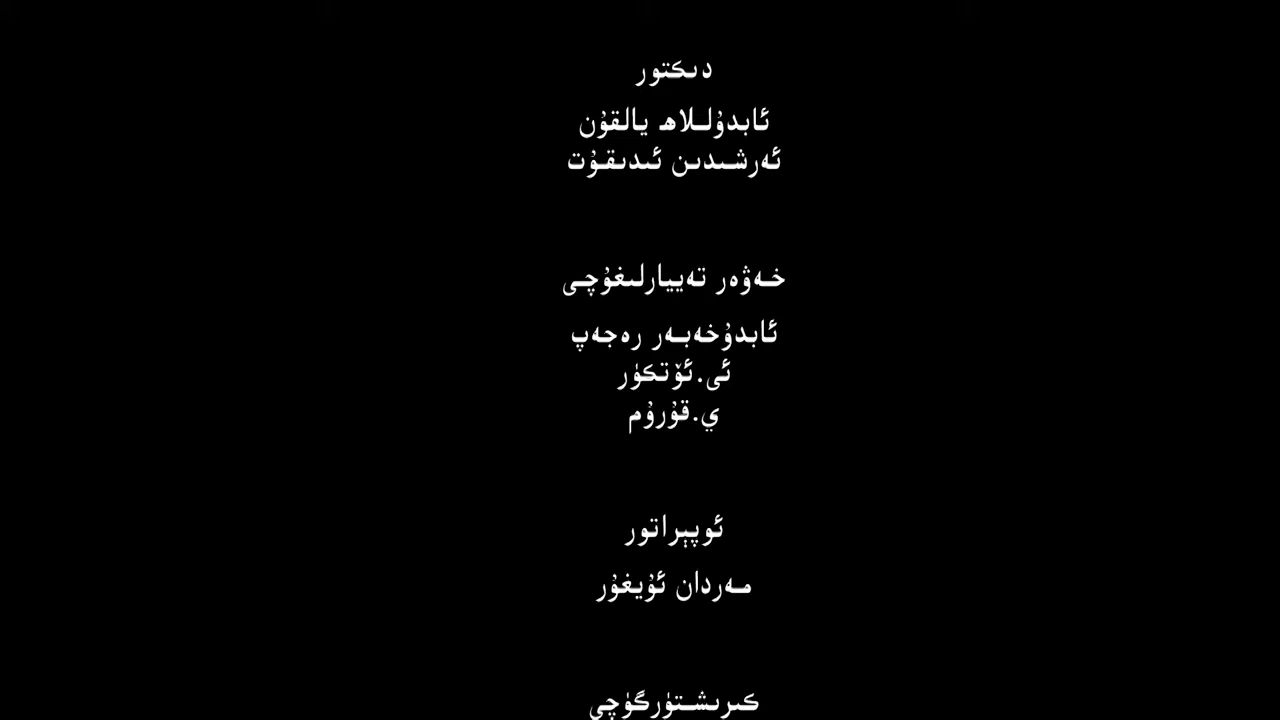 دىكتور
ئابدۇللاھ يالقۇن
ئەرشىدىن ئىدىقۇت
خەۋەر تەييارلىغۇچى
ئابدۇخەبەر رەجەپ
ئى.ئۆتكۈر
ي.قۇرۇم
ئوپېراتور
مەردان ئۇيغۇر
كىرىشتۈرگۈچى